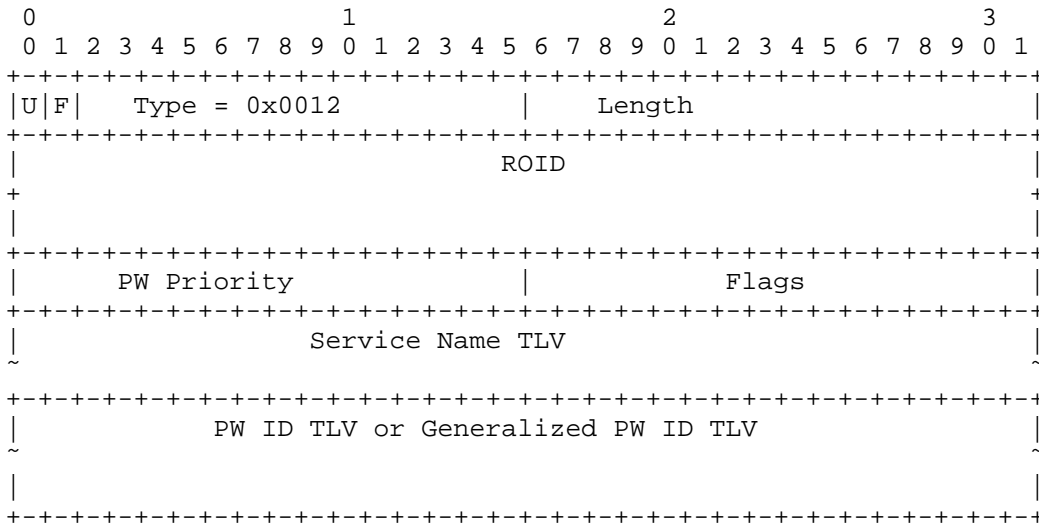 0                   1                   2                   3
 0 1 2 3 4 5 6 7 8 9 0 1 2 3 4 5 6 7 8 9 0 1 2 3 4 5 6 7 8 9 0 1
+-+-+-+-+-+-+-+-+-+-+-+-+-+-+-+-+-+-+-+-+-+-+-+-+-+-+-+-+-+-+-+-+
|U|F|   Type = 0x0012           |    Length                     |
+-+-+-+-+-+-+-+-+-+-+-+-+-+-+-+-+-+-+-+-+-+-+-+-+-+-+-+-+-+-+-+-+
|                              ROID                             |
+                                                               +
|                                                               |
+-+-+-+-+-+-+-+-+-+-+-+-+-+-+-+-+-+-+-+-+-+-+-+-+-+-+-+-+-+-+-+-+
|      PW Priority              |            Flags              |
+-+-+-+-+-+-+-+-+-+-+-+-+-+-+-+-+-+-+-+-+-+-+-+-+-+-+-+-+-+-+-+-+
|                  Service Name TLV                             |
~                                                               ~
+-+-+-+-+-+-+-+-+-+-+-+-+-+-+-+-+-+-+-+-+-+-+-+-+-+-+-+-+-+-+-+-+
|            PW ID TLV or Generalized PW ID TLV                 |
~                                                               ~
|                                                               |
+-+-+-+-+-+-+-+-+-+-+-+-+-+-+-+-+-+-+-+-+-+-+-+-+-+-+-+-+-+-+-+-+